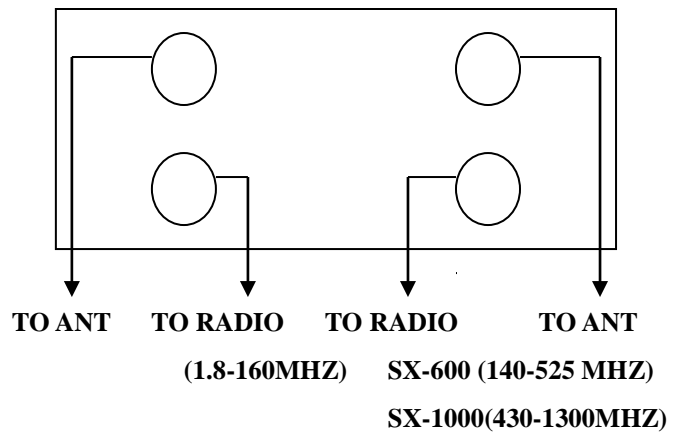 TO ANT TO RADIO TO RADIO TO ANT
(1.8-160MHZ) SX-600 (140-525 MHZ)
SX-1000(430-1300MHZ)